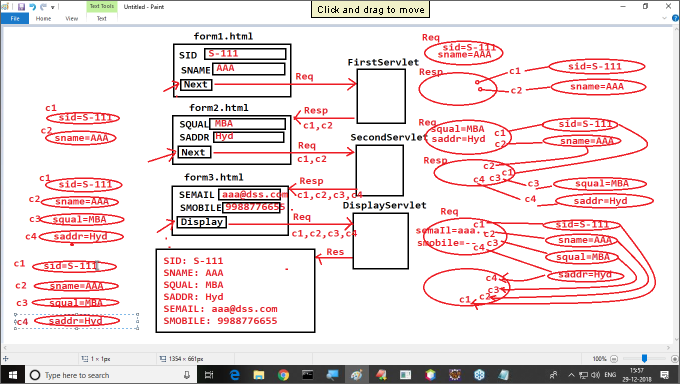 Text Tools
Untitled - Paint
Click and drag to move
File
Home
View
Text
form1.html
SID S-111
SNAME AAA
Next
Req
FirstServlet
Req
sid=S-111
sname=AAA
Resp
c1
sid=S-111
c2
sname=AAA
c1
sid=S-111
c2
sname=AAA
form2.html
SQUAL MBA
SADDR Hyd
Next
Resp
c1,c2
Req
c1,c2
SecondServlet
Req
squal=MBA
saddr=Hyd
c1
c2
sid=S-111
sname=AAA
Resp
c2
c1
c4
c3
c3
squal=MBA
c4
saddr=Hyd
c1
sid=S-111
c2
sname=AAA
c3
squal=MBA
c4
saddr=Hyd
form3.html
SEMAIL aaa@dss.com
SMOBILE 9988776655
Display
Resp
c1,c2,c3,c4
Req
c1,c2,c3,c4
DisplayServlet
Req
semail=aaa.
smobile=--
c1
c2
c3
c4
sid=S-111
sname=AAA
squal=MBA
saddr=Hyd
c4
c3
c2
c1
Res
SID: S-111
SNAME: AAA
SQUAL: MBA
SADDR: Hyd
SEMAIL: aaa@dss.com
SMOBILE: 9988776655
c1
sid=S-111
c2
sname=AAA
c3
squal=MBA
c4
saddr=Hyd
1 × 1px
1354 × 661px
100%
Type here to search
ENG
15:57
29-12-2018